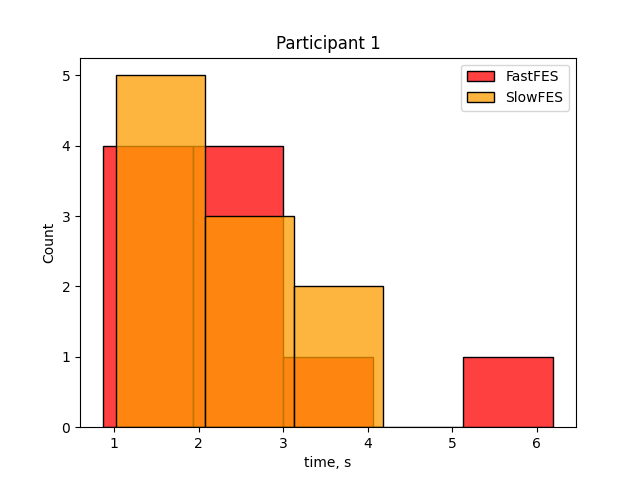 Participant 1
FastFES
SlowFES
Count
5
4
3
2
1
0
1 2 3 4 5 6
time, s